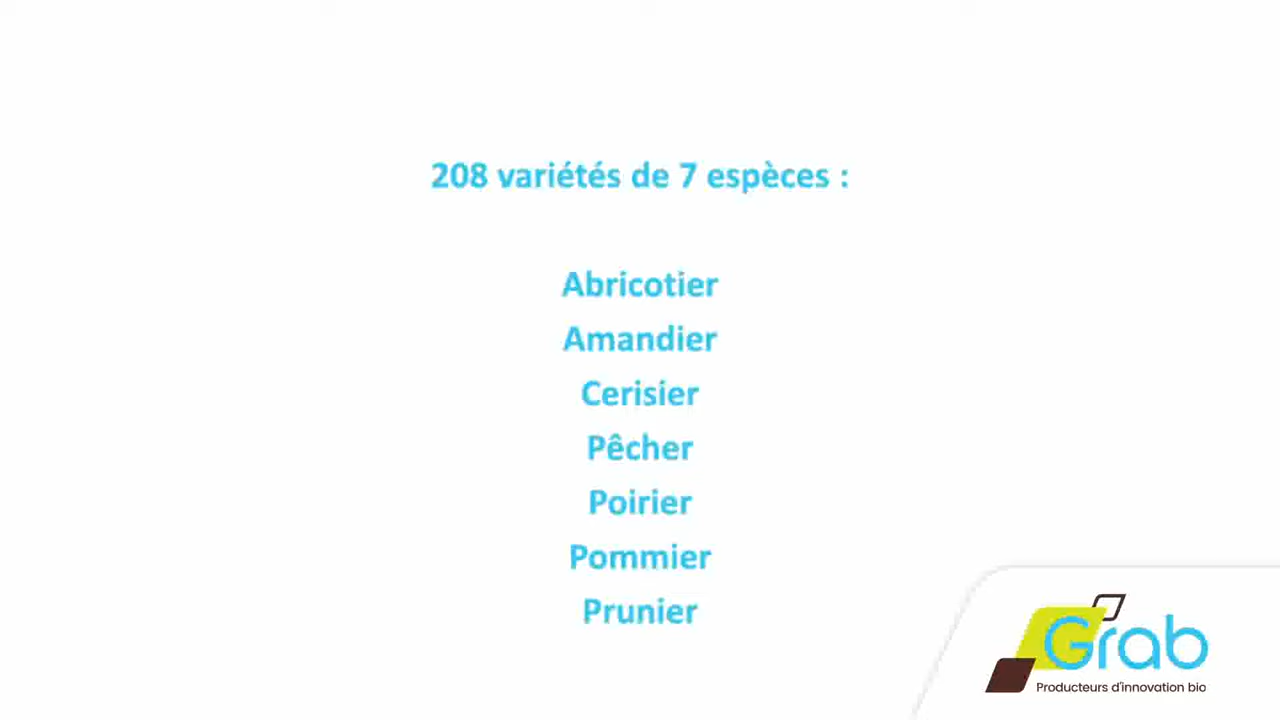 208 variétés de 7 espèces :
Abricotier
Amandier
Cerisier
Pêcher
Poirier
Pommier
Prunier
Grab
Producteurs d'innovation bio